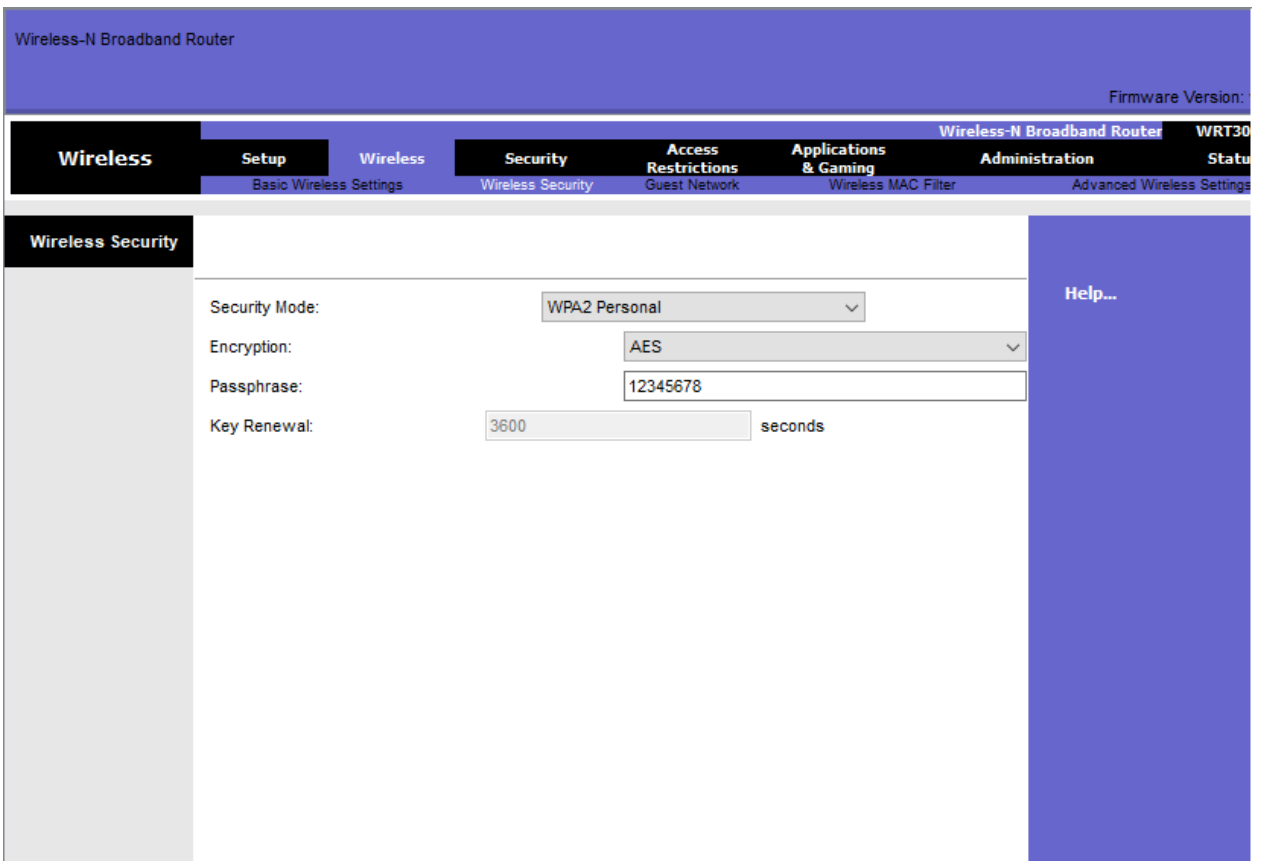 Wireless-N Broadband Router
Firmware Version:
Wireless-N Broadband Router WRT30
Wireless
Setup Wireless Security Access Restrictions Applications & Gaming Administration Statu
Basic Wireless Settings Wireless Security Guest Network Wireless MAC Filter Advanced Wireless Settings
Wireless Security
Help...
Security Mode: WPA2 Personal
Encryption: AES
Passphrase: 12345678
Key Renewal: 3600 seconds